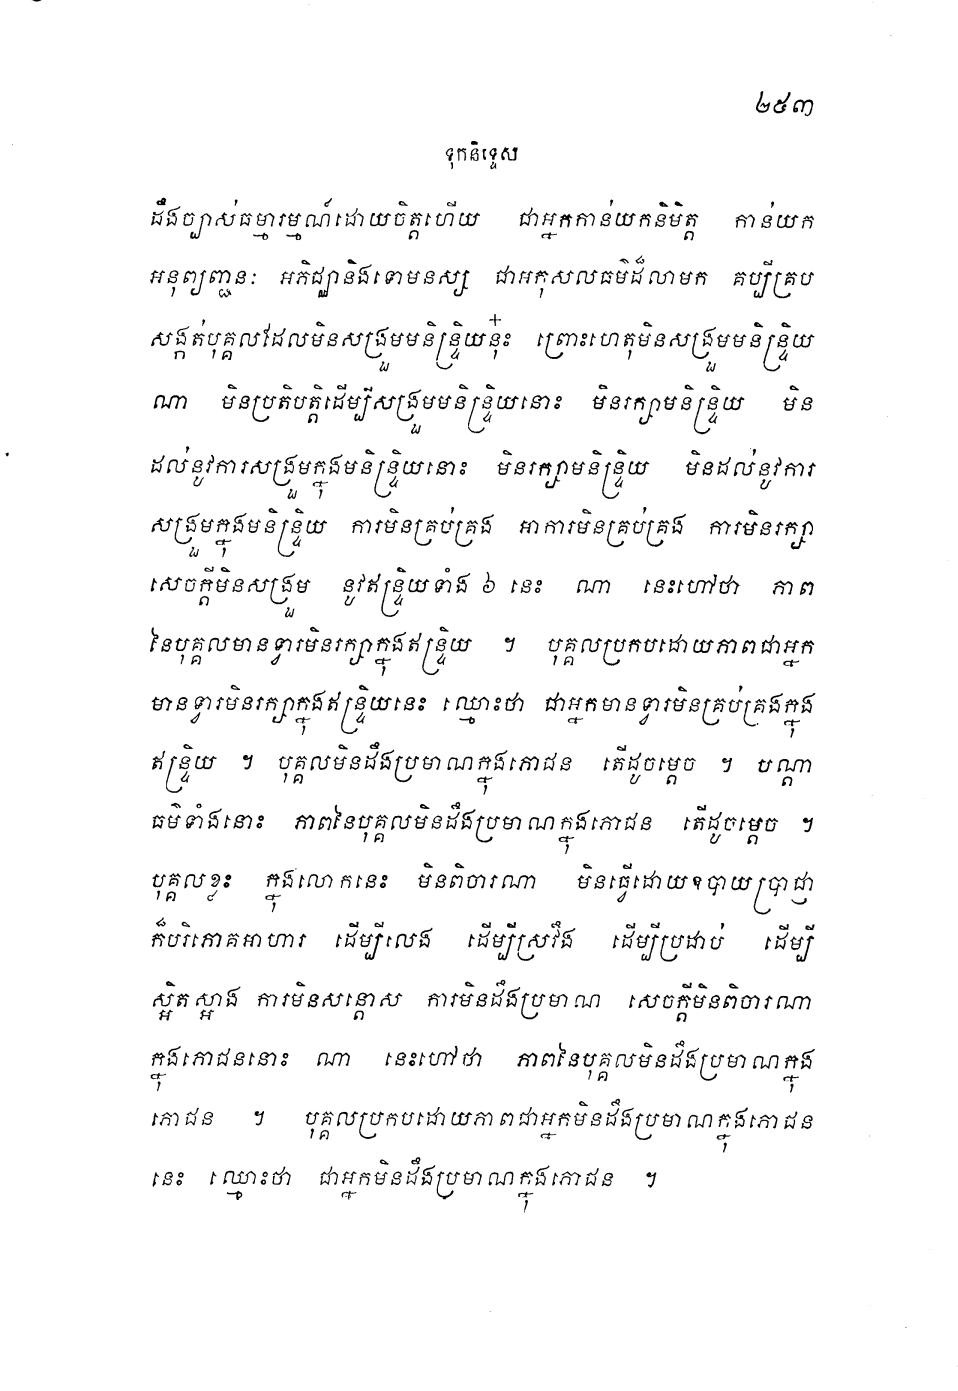 ២៥៣
ទុកនិទ្ទេស
ដឹងច្បាស់ធម្មារម្មណ៍ដោយចិត្តហើយ ជាអ្នកកាន់យកនិមិត្ត កាន់យក
អនុព្យញ្ជនៈ អភិជ្ឈានិងទោមនស្ស ជាអកុសលធម៌ដ៏លាមក គប្បីគ្រប
សង្កត់បុគ្គលដែលមិនសង្រួមមនិន្ទ្រិយនុ៎ះ ព្រោះហេតុមិនសង្រួមមនិន្ទ្រិយ
ណា មិនប្រតិបត្តិដើម្បីសង្រួមមនិន្ទ្រិយនោះ មិនរក្សាមនិន្ទ្រិយ មិន
ដល់នូវការសង្រួមក្នុងមនិន្ទ្រិយនោះ មិនរក្សាមនិន្ទ្រិយ មិនដល់នូវការ
សង្រួមក្នុងមនិន្ទ្រិយ ការមិនគ្រប់គ្រង អាការមិនគ្រប់គ្រង ការមិនរក្សា
សេចក្តីមិនសង្រួម នូវឥន្ទ្រិយទាំង ៦ នេះ ណា នេះហៅថា ភាព
នៃបុគ្គលមានទ្វារមិនរក្សាក្នុងឥន្ទ្រិយ ។ បុគ្គលប្រកបដោយភាពជាអ្នក
មានទ្វារមិនរក្សាក្នុងឥន្ទ្រិយនេះ ឈ្មោះថា ជាអ្នកមានទ្វារមិនគ្រប់គ្រងក្នុង
ឥន្ទ្រិយ ។ បុគ្គលមិនដឹងប្រមាណក្នុងភោជន តើដូចម្តេច ។ បណ្តា
ធម៌ទាំងនោះ ភាពនៃបុគ្គលមិនដឹងប្រមាណក្នុងភោជន តើដូចម្តេច ។
បុគ្គលខ្លះ ក្នុងលោកនេះ មិនពិចារណា មិនធ្វើដោយឧបាយប្រាជ្ញា
ក៏បរិភោគអាហារ ដើម្បីលេង ដើម្បីស្រវឹង ដើម្បីប្រដាប់ ដើម្បី
ស្អិតស្អាង ការមិនសន្តោស ការមិនដឹងប្រមាណ សេចក្តីមិនពិចារណា
ក្នុងភោជននោះ ណា នេះហៅថា ភាពនៃបុគ្គលមិនដឹងប្រមាណក្នុង
ភោជន ។ បុគ្គលប្រកបដោយភាពជាអ្នកមិនដឹងប្រមាណក្នុងភោជន
នេះ ឈ្មោះថា ជាអ្នកមិនដឹងប្រមាណក្នុងភោជន ។